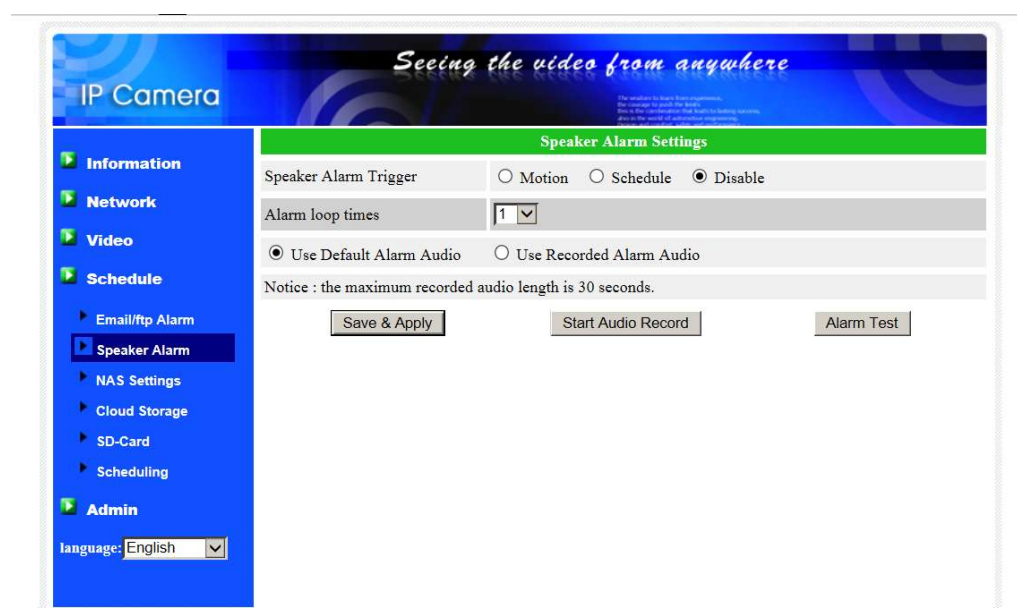 Seeing the video from anywhere
IP Camera
Speaker Alarm Settings
Information
Network
Video
Schedule
Email/ftp Alarm
Speaker Alarm
NAS Settings
Cloud Storage
SD-Card
Scheduling
Admin
language: English
Speaker Alarm Trigger Motion Schedule Disable
Alarm loop times 1
Use Default Alarm Audio Use Recorded Alarm Audio
Notice : the maximum recorded audio length is 30 seconds.
Save & Apply Start Audio Record Alarm Test